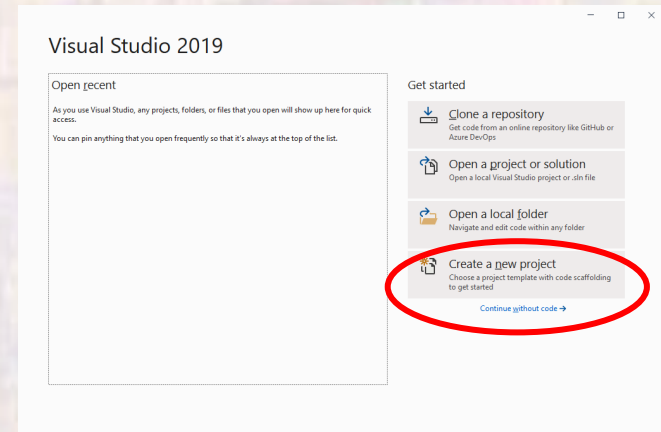 Visual Studio 2019
Open recent
As you use Visual Studio, any projects, folders, or files that you open will show up here for quick
access.
You can pin anything that you open frequently so that it's always at the top of the list.
Get started
Clone a repository
Get code from an online repository like GitHub or
Azure DevOps
Open a project or solution
Open a local Visual Studio project or .sln file
Open a local folder
Navigate and edit code within any folder
Create a new project
Choose a project template with code scaffolding
to get started
Continue without code →